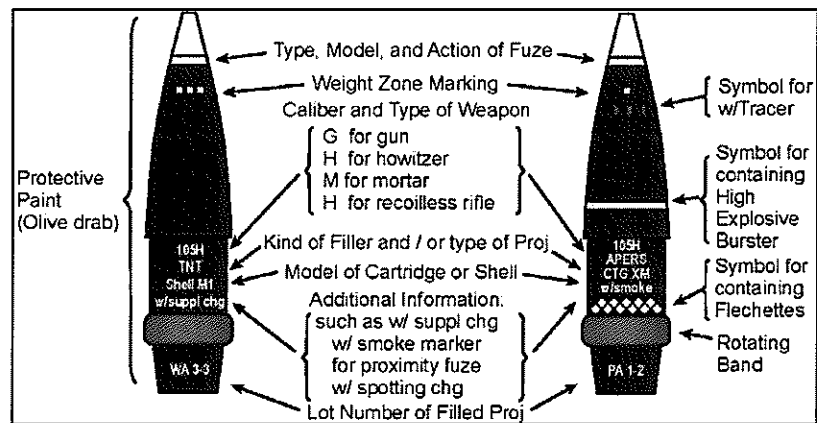 Type, Model, and Action of Fuze
Weight Zone Marking
Caliber and Type of Weapon
G for gun
H for howitzer
M for mortar
H for recoilless rifle
Kind of Filler and / or type of Proj
Model of Cartridge or Shell
Additional Information:
such as w/ suppl chg
w/ smoke marker
for proximity fuze
w/ spotting chg
Lot Number of Filled Proj
Protective
Paint
(Olive drab)
105H
TNT
Shell M1
w/suppl chg
WA 3-3
105H
APERS
CTG XM
w/smoke
PA 1-2
Symbol for
w/Tracer
Symbol for
containing
High
Explosive
Burster
Symbol for
containing
Flechettes
Rotating
Band